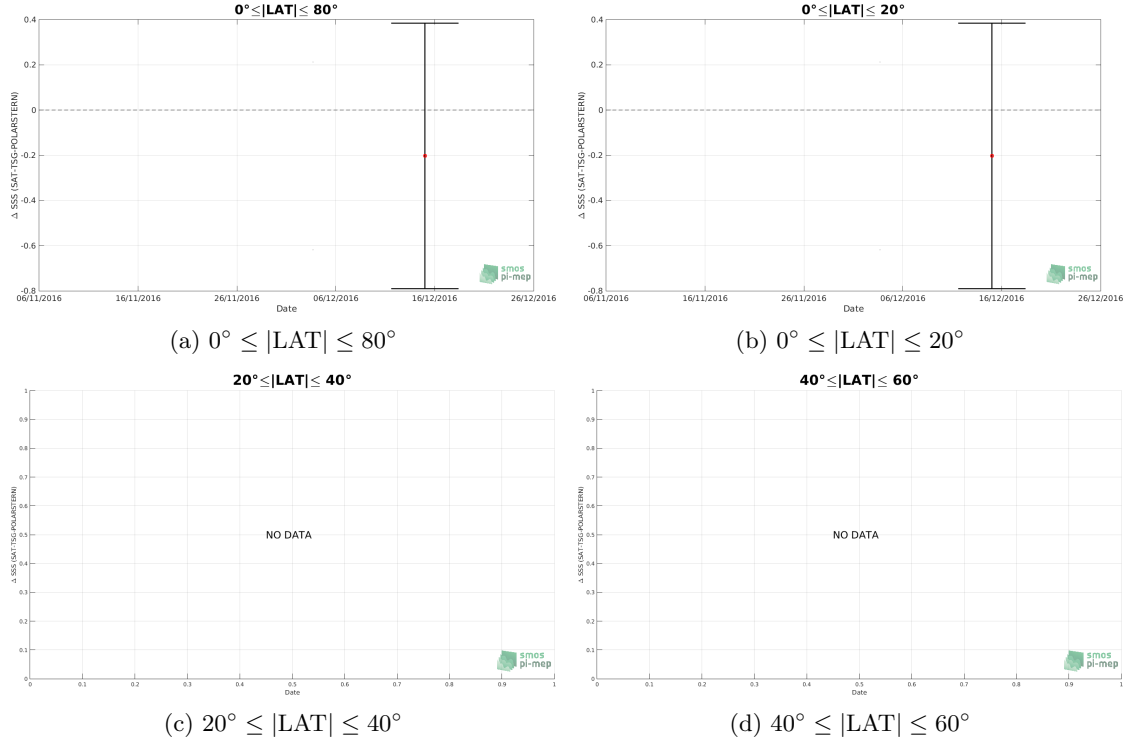 0°≤|LAT|≤ 80°
Δ SSS (SAT-TSG-POLARSTERN)
0.4
0.2
0
-0.2
-0.4
-0.6
-0.8
06/11/2016 16/11/2016 26/11/2016 06/12/2016 16/12/2016 26/12/2016
Date
smos
pi-mep
(a) 0° ≤ |LAT| ≤ 80°
0°≤|LAT|≤ 20°
Δ SSS (SAT-TSG-POLARSTERN)
0.4
0.2
0
-0.2
-0.4
-0.6
-0.8
06/11/2016 16/11/2016 26/11/2016 06/12/2016 16/12/2016 26/12/2016
Date
smos
pi-mep
(b) 0° ≤ |LAT| ≤ 20°
20°≤|LAT|≤ 40°
Δ SSS (SAT-TSG-POLARSTERN)
1
0.9
0.8
0.7
0.6
0.5
0.4
0.3
0.2
0.1
0
NO DATA
0 0.1 0.2 0.3 0.4 0.5 0.6 0.7 0.8 0.9 1
Date
smos
pi-mep
(c) 20° ≤ |LAT| ≤ 40°
40°≤|LAT|≤ 60°
Δ SSS (SAT-TSG-POLARSTERN)
1
0.9
0.8
0.7
0.6
0.5
0.4
0.3
0.2
0.1
0
NO DATA
0 0.1 0.2 0.3 0.4 0.5 0.6 0.7 0.8 0.9 1
Date
smos
pi-mep
(d) 40° ≤ |LAT| ≤ 60°